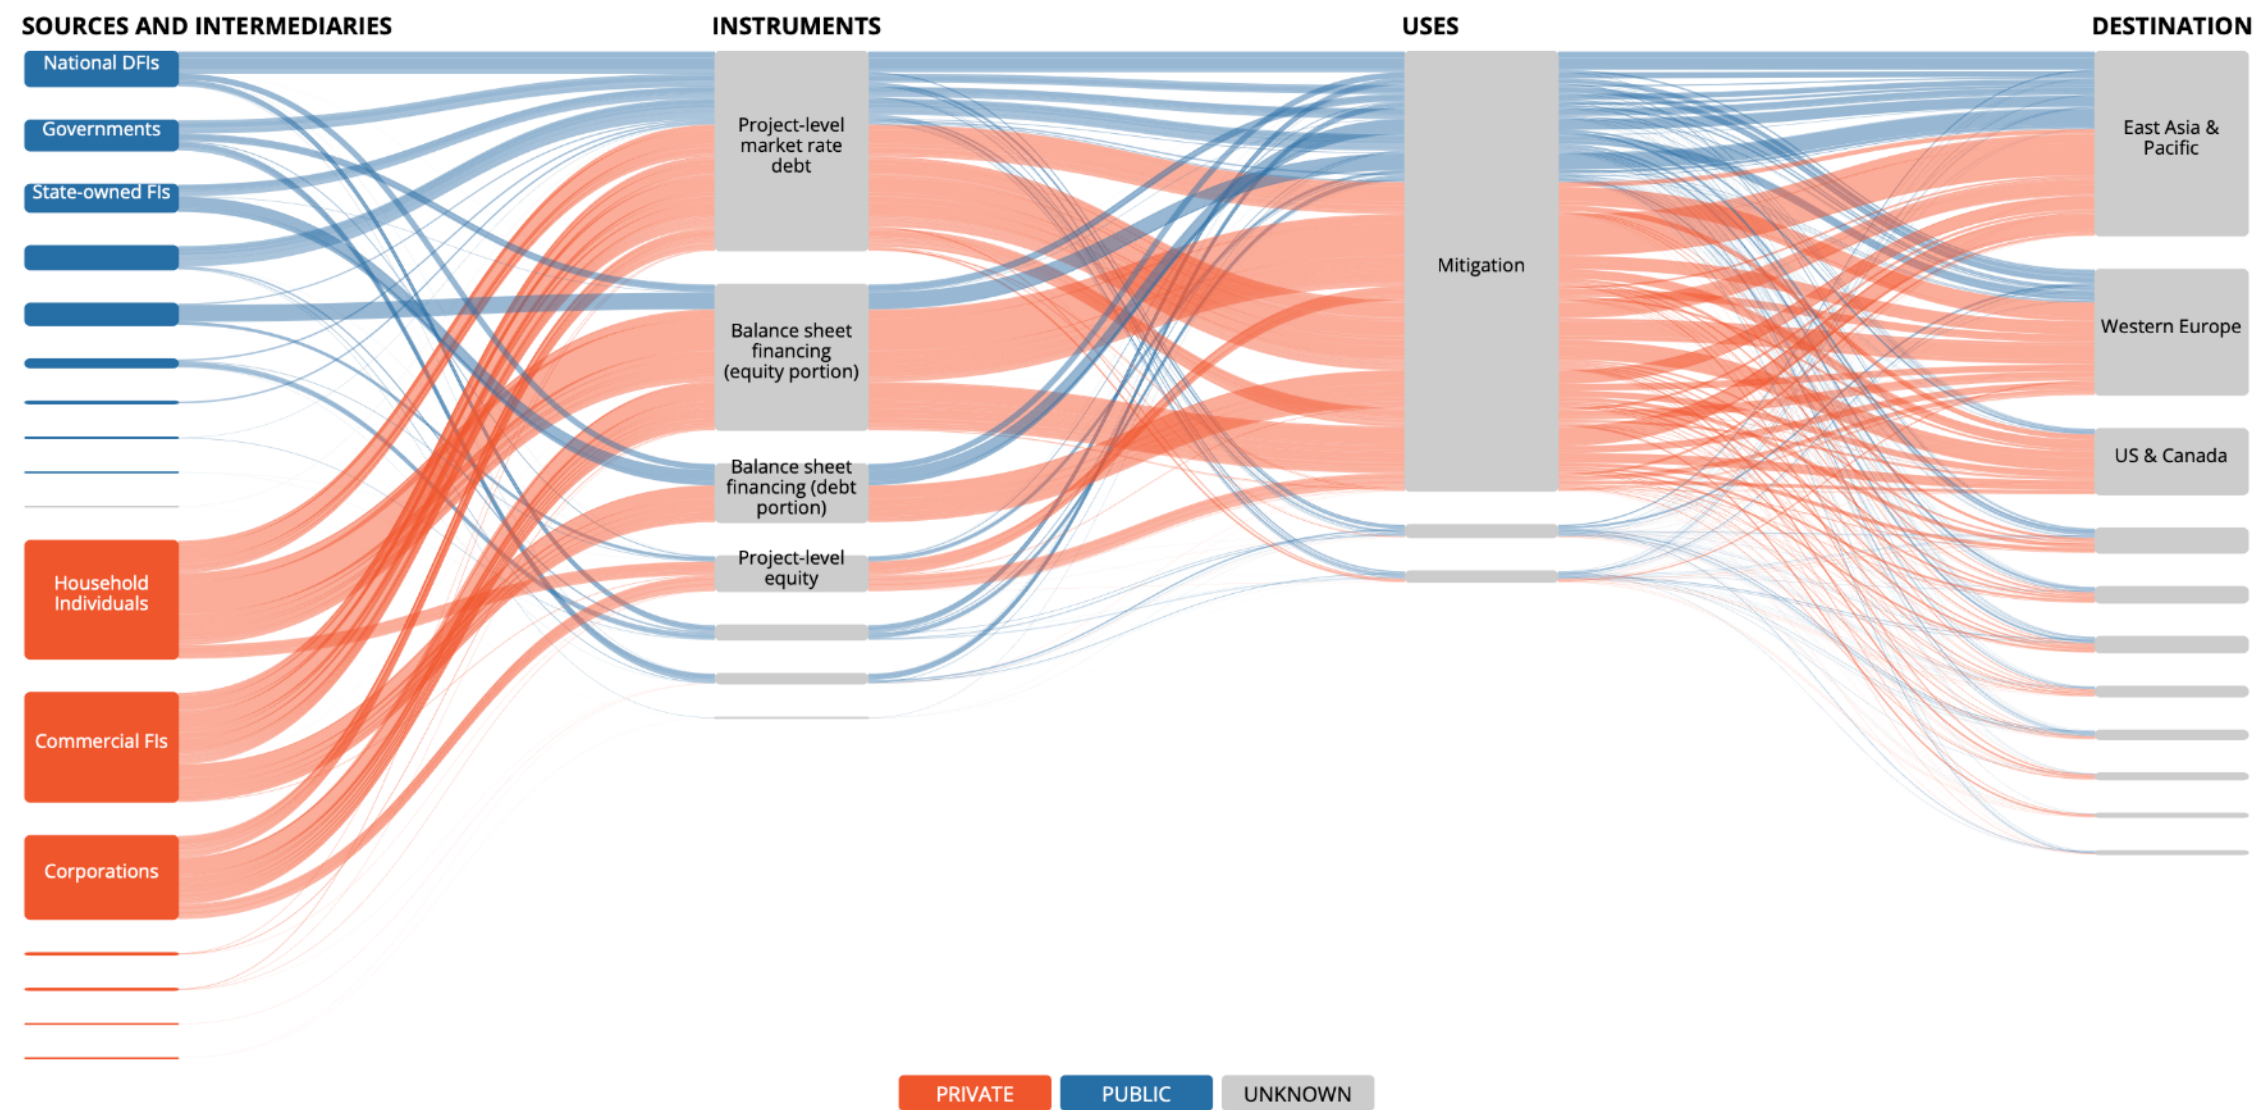 SOURCES AND INTERMEDIARIES
INSTRUMENTS
USES
DESTINATION
National DFIs
Governments
State-owned FIs
Household
Individuals
Commercial FIs
Corporations
Project-level
market rate
debt
Balance sheet
financing
(equity portion)
Balance sheet
financing (debt
portion)
Project-level
equity
Mitigation
East Asia &
Pacific
Western Europe
US & Canada
PRIVATE
PUBLIC
UNKNOWN